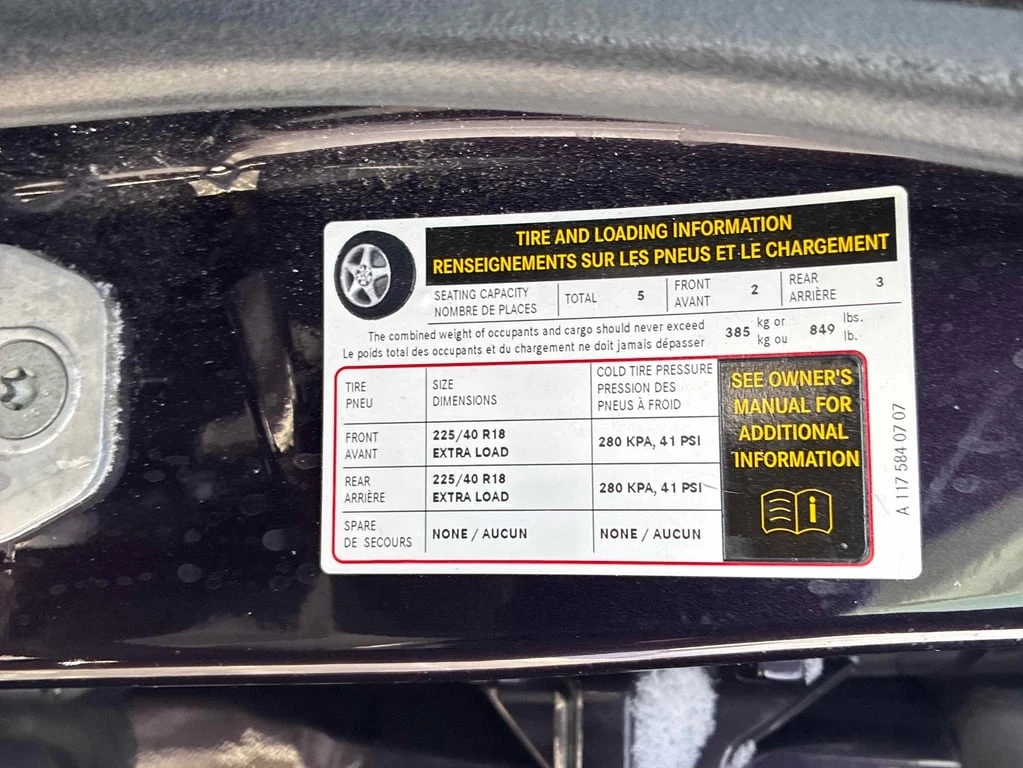 TIRE AND LOADING INFORMATION
RENSEIGNEMENTS SUR LES PNEUS ET LE CHARGEMENT
SEATING CAPACITY
NOMBRE DE PLACES
TOTAL 5
FRONT
AVANT
2
REAR
ARRIÈRE
3
The combined weight of occupants and cargo should never exceed
Le poids total des occupants et du chargement ne doit jamais dépasser
385
kg or
kg ou
849
lbs.
lb.
TIRE
PNEU
SIZE
DIMENSIONS
COLD TIRE PRESSURE
PRESSION DES
PNEUS À FROID
FRONT
AVANT
225/40 R18
EXTRA LOAD
280 KPA, 41 PSI
REAR
ARRIÈRE
225/40 R18
EXTRA LOAD
280 KPA, 41 PSI
SPARE
DE SECOURS
NONE / AUCUN
NONE / AUCUN
SEE OWNER'S
MANUAL FOR
ADDITIONAL
INFORMATION
i
A 117 584 07 07